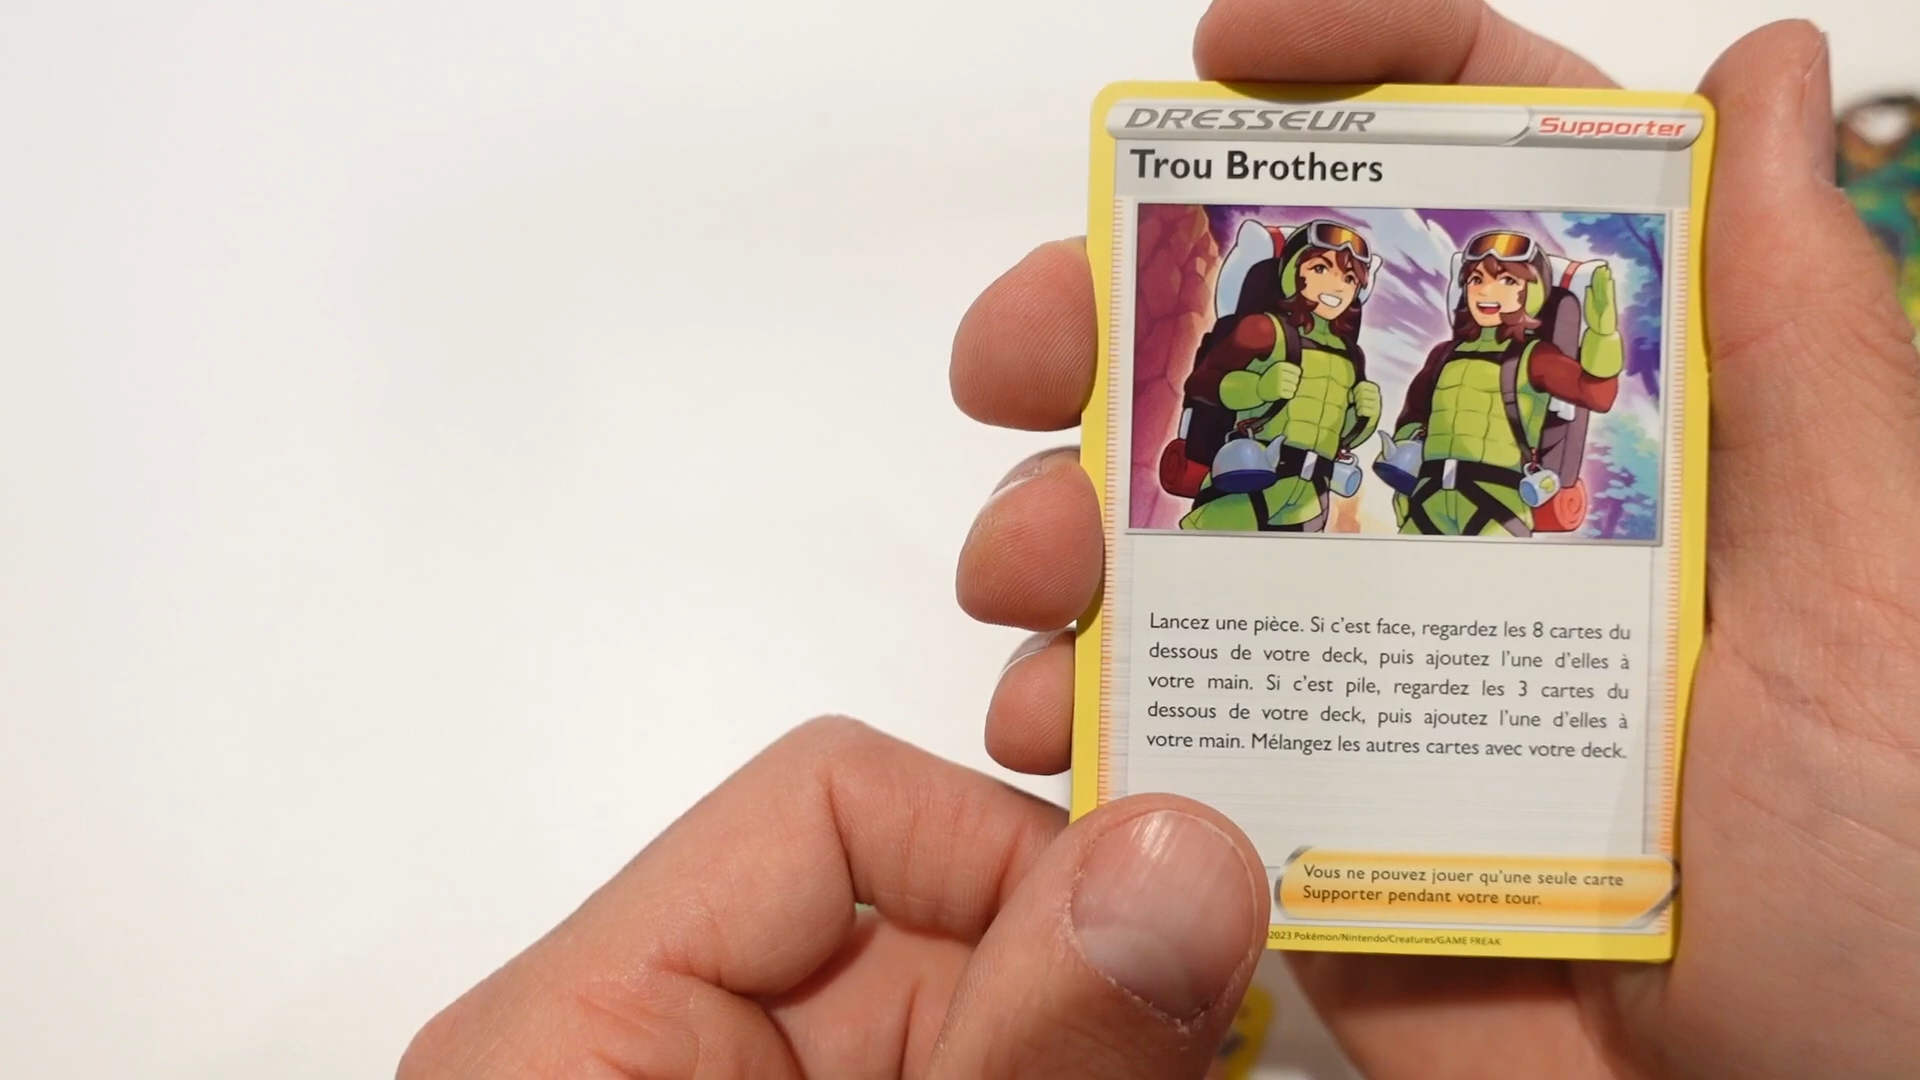 DRESSEUR
Supporter
Trou Brothers
Lancez une pièce. Si c'est face, regardez les 8 cartes du
dessous de votre deck, puis ajoutez l'une d'elles à
votre main. Si c'est pile, regardez les 3 cartes du
dessous de votre deck, puis ajoutez l'une d'elles à
votre main. Mélangez les autres cartes avec votre deck.
Vous ne pouvez jouer qu'une seule carte
Supporter pendant votre tour.
2023 Pokémon/Nintendo/Creatures/GAME FREAK